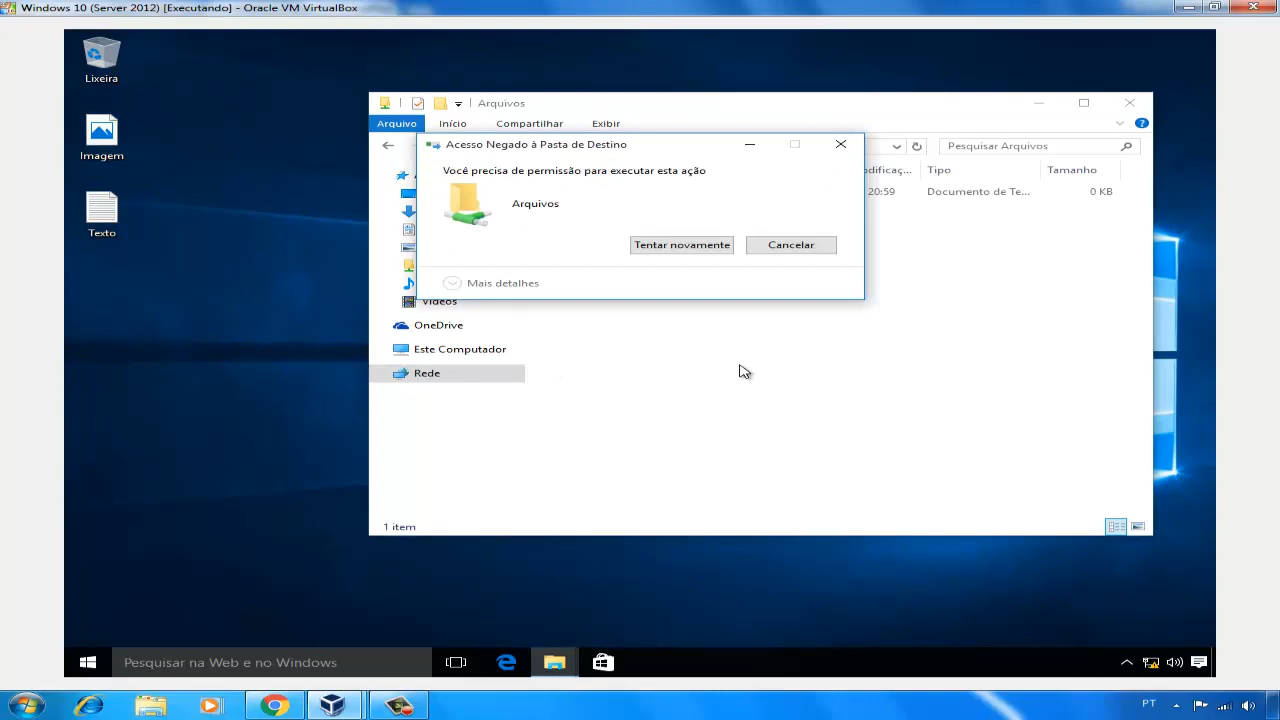 Windows 10 (Server 2012) [Executando] - Oracle VM VirtualBox
Lixeira
Imagem
Texto
Arquivos
Arquivo Início Compartilhar Exibir
Acesso Negado à Pasta de Destino
Você precisa de permissão para executar esta ação
Arquivos
Tentar novamente Cancelar
Mais detalhes
Pesquisar Arquivos
Tipo Tamanho
20:59 Documento de Te... 0 KB
Vídeos
OneDrive
Este Computador
Rede
1 item
Pesquisar na Web e no Windows
PT